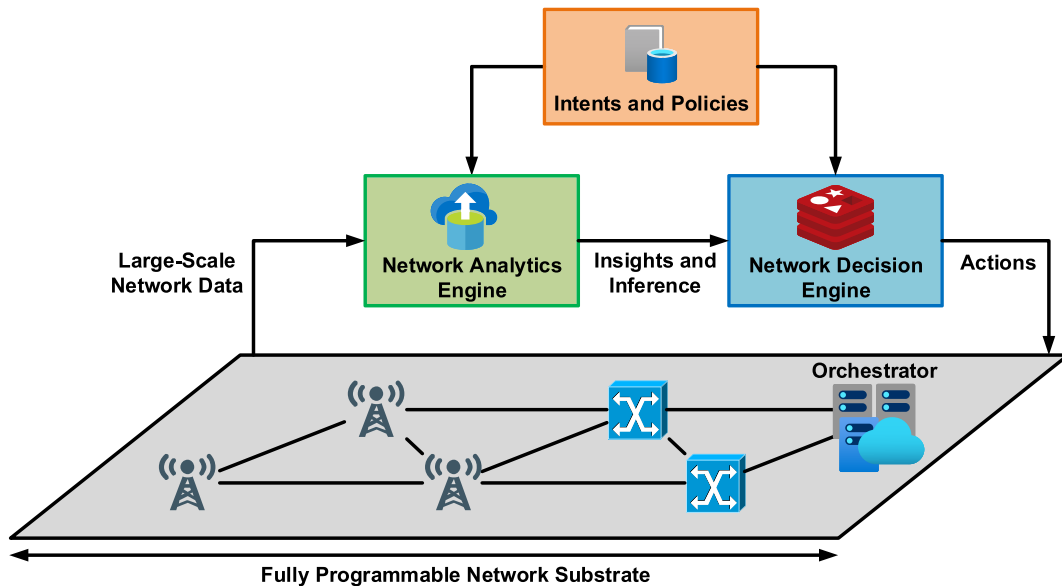 Intents and Policies
Large-Scale
Network Data
Network Analytics
Engine
Insights and
Inference
Network Decision
Engine
Actions
Orchestrator
Fully Programmable Network Substrate